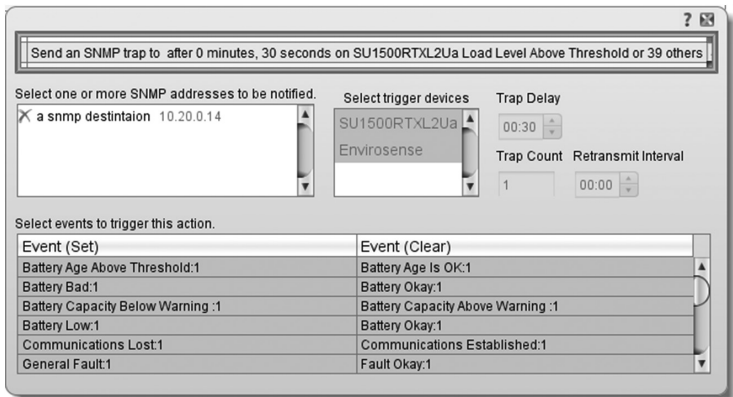 ?
Send an SNMP trap to after 0 minutes, 30 seconds on SU1500RTXL2Ua Load Level Above Threshold or 39 others
Select one or more SNMP addresses to be notified.
a snmp destintaion 10.20.0.14
Select trigger devices
SU1500RTXL2Ua
Envirosense
Trap Delay
00:30
Trap Count Retransmit Interval
1 00:00
Select events to trigger this action.
Event (Set) Event (Clear)
Battery Age Above Threshold:1 Battery Age Is OK:1
Battery Bad:1 Battery Okay:1
Battery Capacity Below Warning :1 Battery Capacity Above Warning :1
Battery Low:1 Battery Okay:1
Communications Lost:1 Communications Established:1
General Fault:1 Fault Okay:1